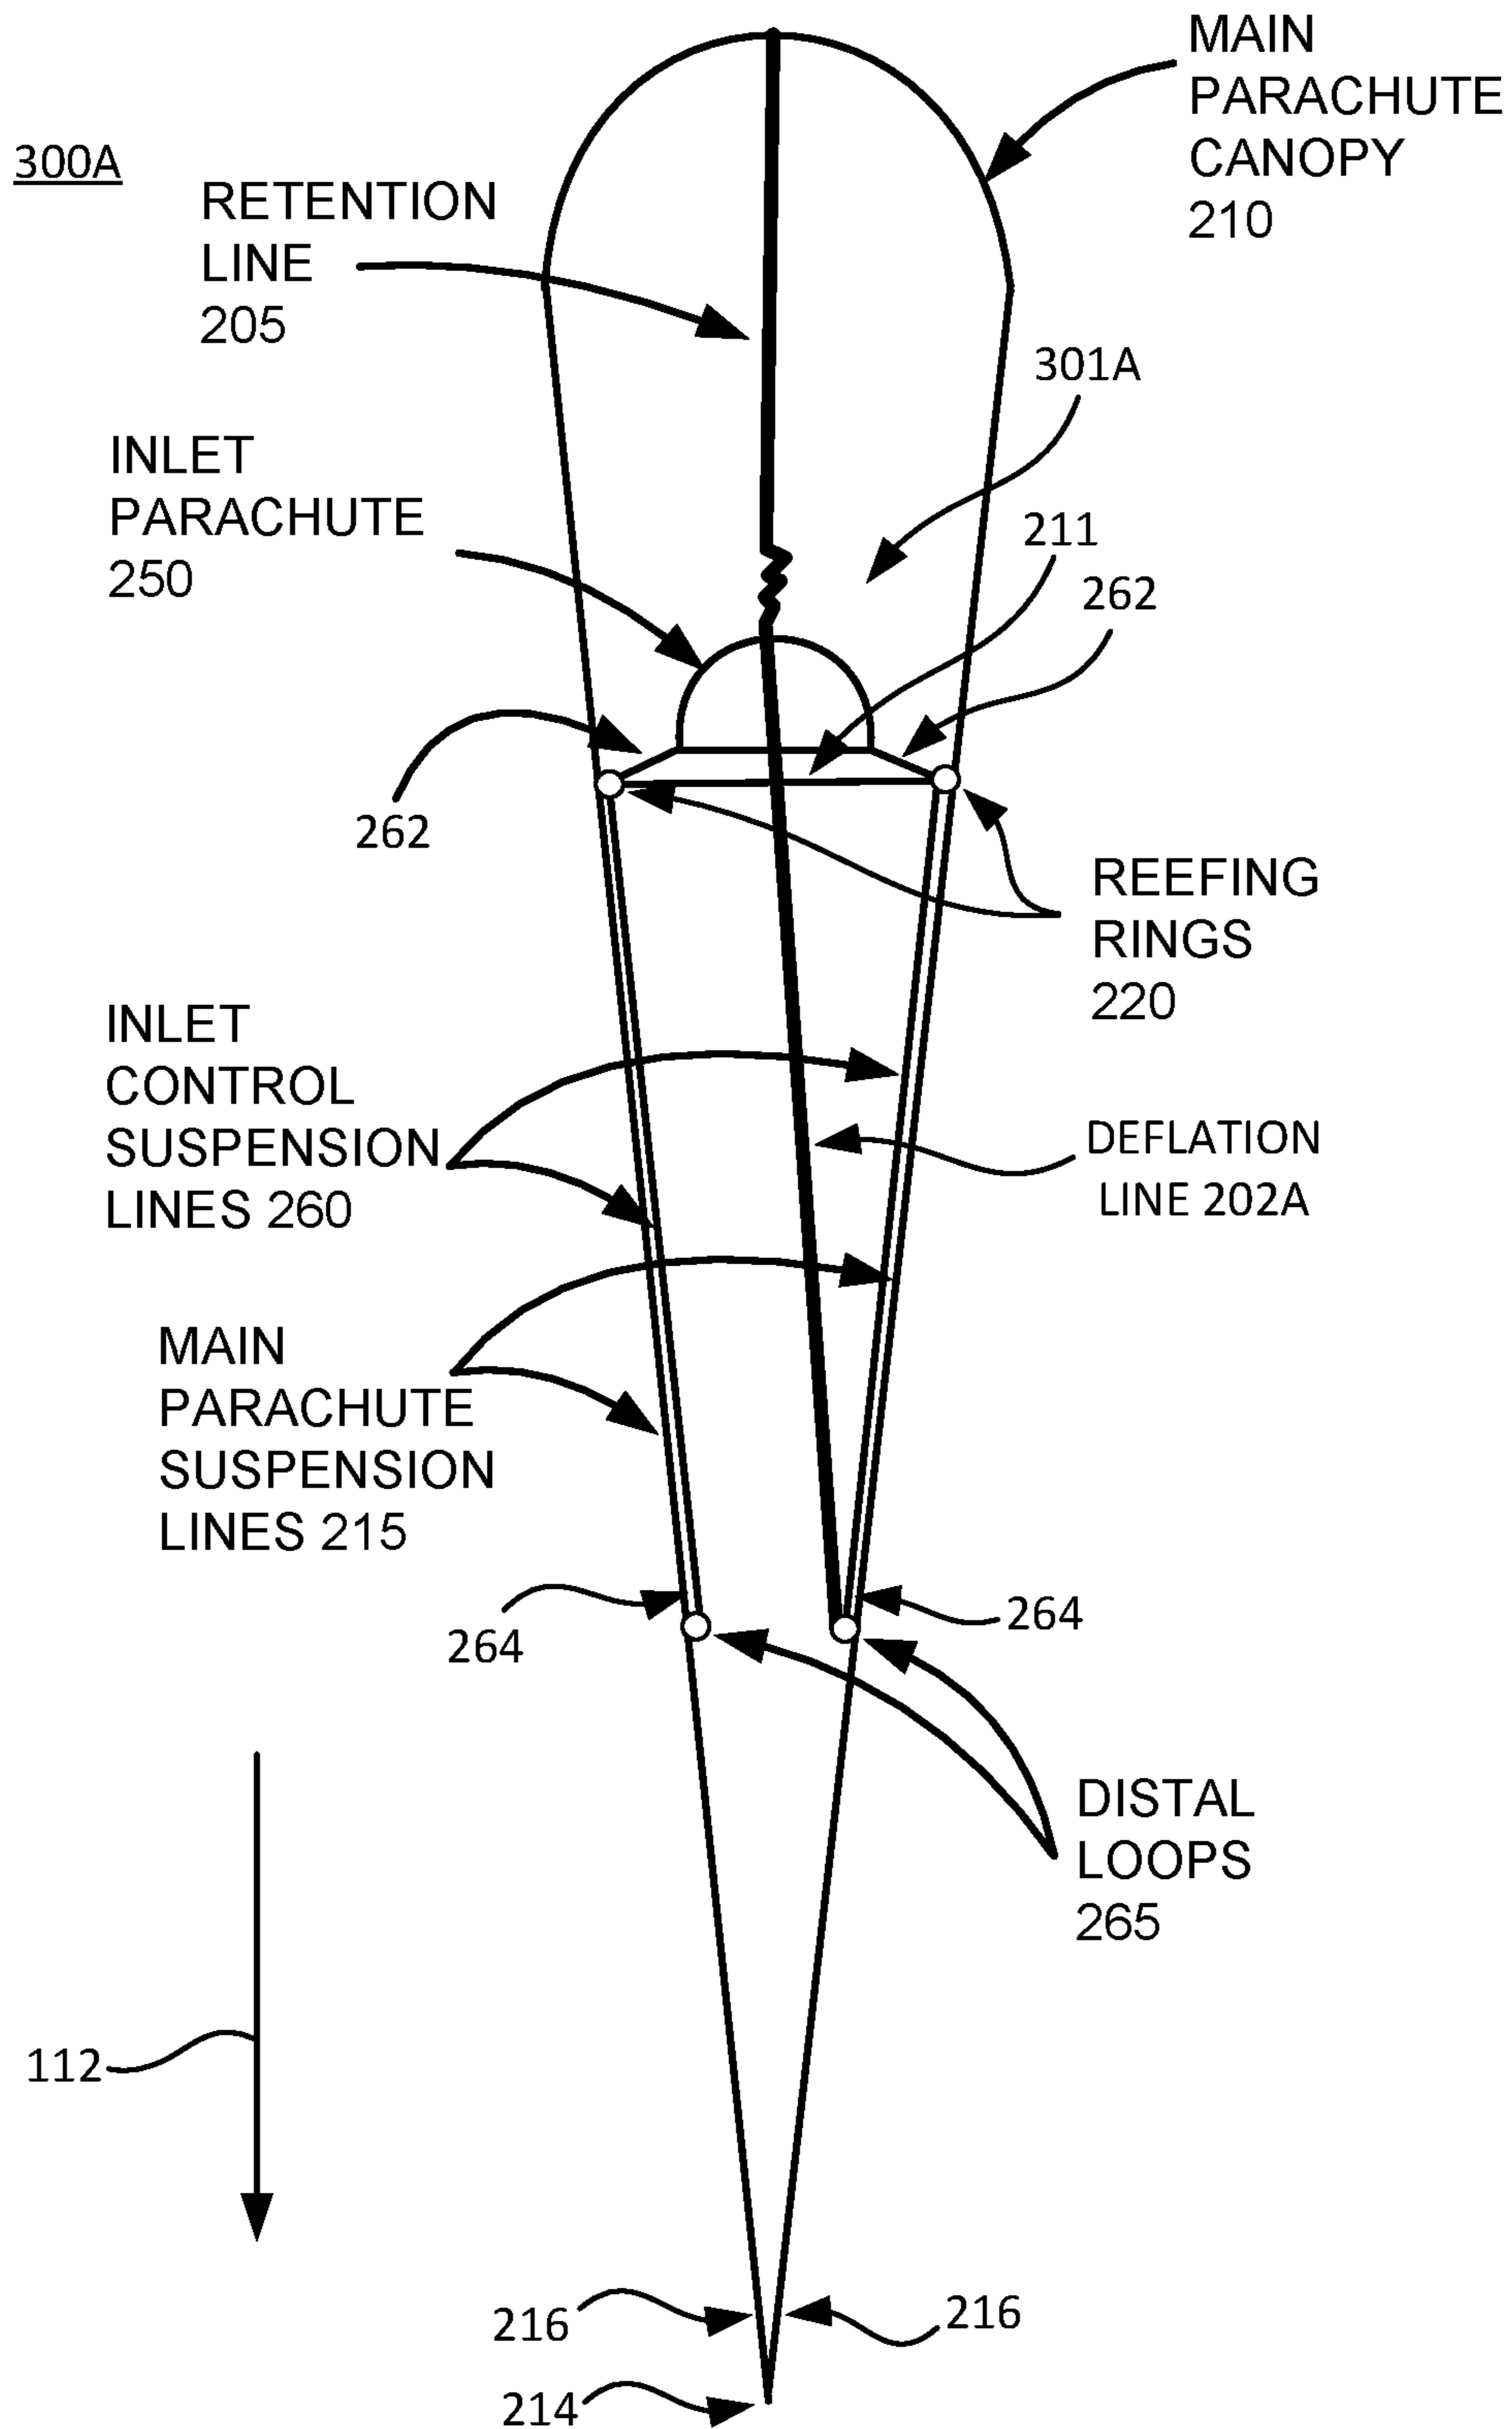 MAIN
PARACHUTE
CANOPY
210
300A
RETENTION
LINE
205
301A
INLET
PARACHUTE
250
211
262
262
REEFING
RINGS
220
INLET
CONTROL
SUSPENSION
LINES 260
DEFLATION
LINE 202A
MAIN
PARACHUTE
SUSPENSION
LINES 215
264
264
DISTAL
LOOPS
265
112
216
216
214